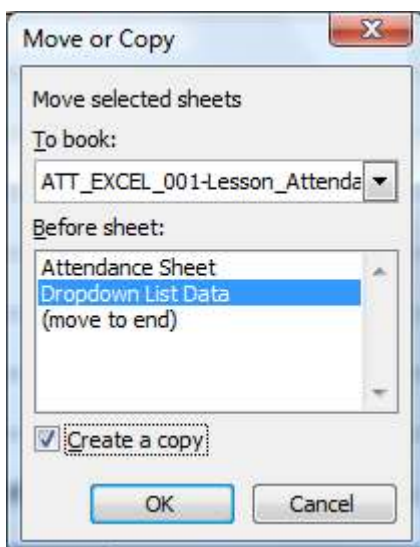 Move or Copy
Move selected sheets
To book:
ATT_EXCEL_001-Lesson_Attenda
Before sheet:
Attendance Sheet
Dropdown List Data
(move to end)
Create a copy
OK
Cancel